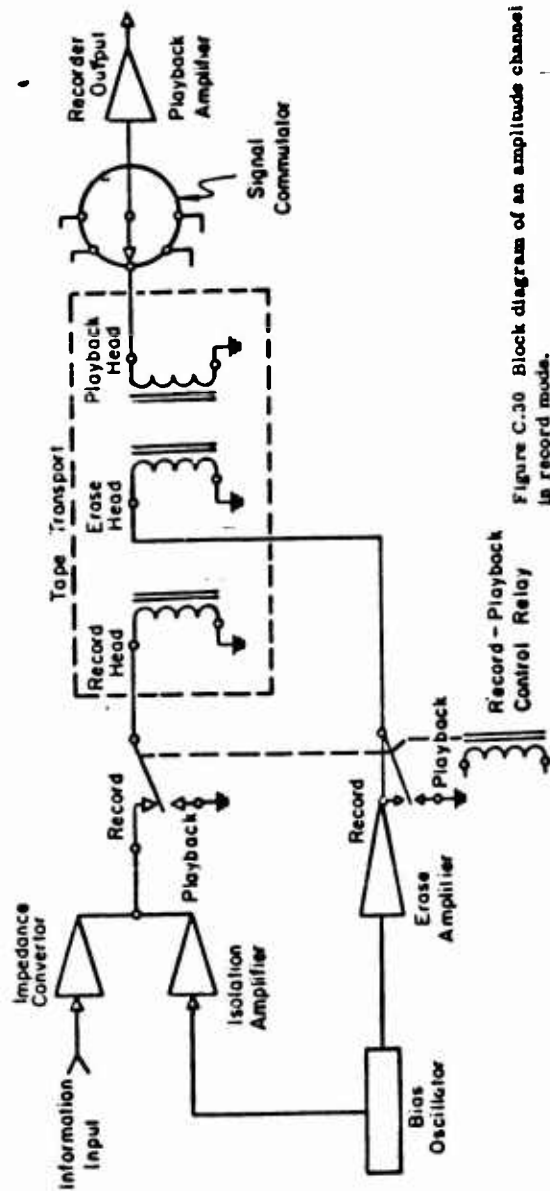 Information
Input
Impedance
Convertor
Isolation
Amplifier
Bias
Oscillator
Erase
Amplifier
Record
Playback
Record
Playback
Record-Playback
Control Relay
Tape Transport
Record
Head
Erase
Head
Playback
Head
Signal
Commutator
Recorder
Output
Playback
Amplifier
Figure C.30 Block diagram of an amplitude channel
in record mode.